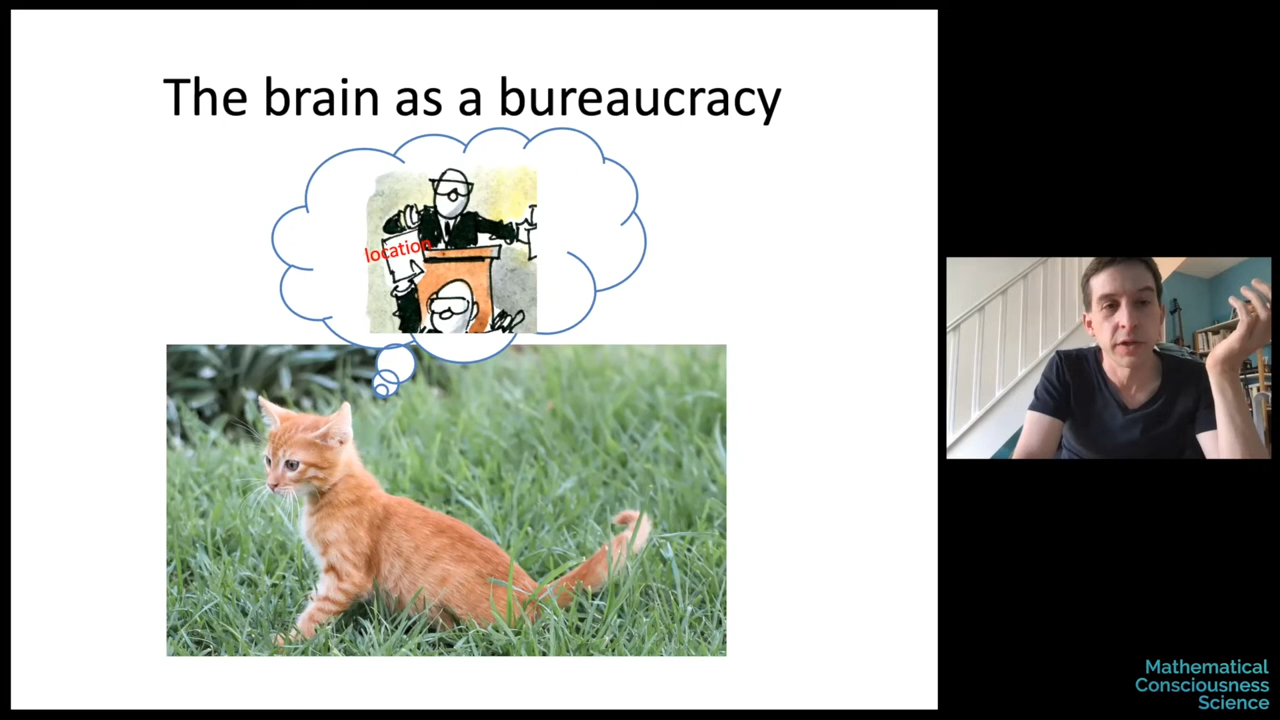 The brain as a bureaucracy
location
Mathematical
Consciousness
Science